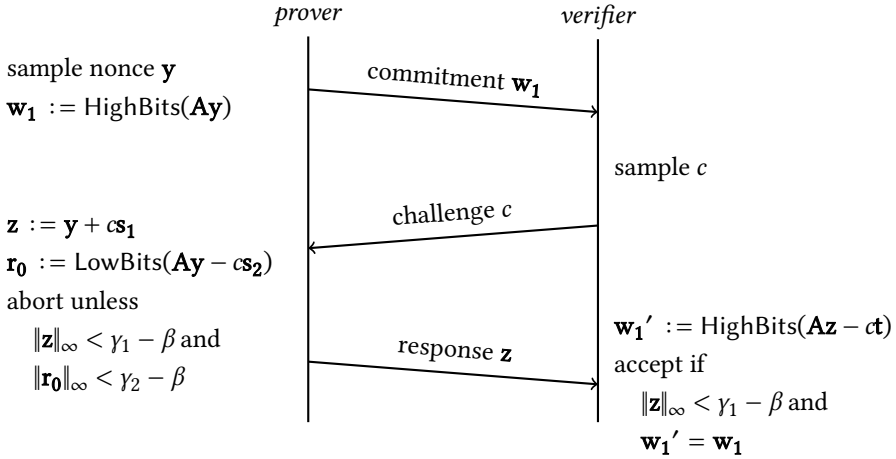 prover
verifier
sample nonce y
w₁ := HighBits(Ay)
commitment w₁
sample c
challenge c
z := y + cs₁
r₀ := LowBits(Ay − cs₂)
abort unless
‖z‖∞ < γ₁ − β and
‖r₀‖∞ < γ₂ − β
response z
w₁′ := HighBits(Az − ct)
accept if
‖z‖∞ < γ₁ − β and
w₁′ = w₁